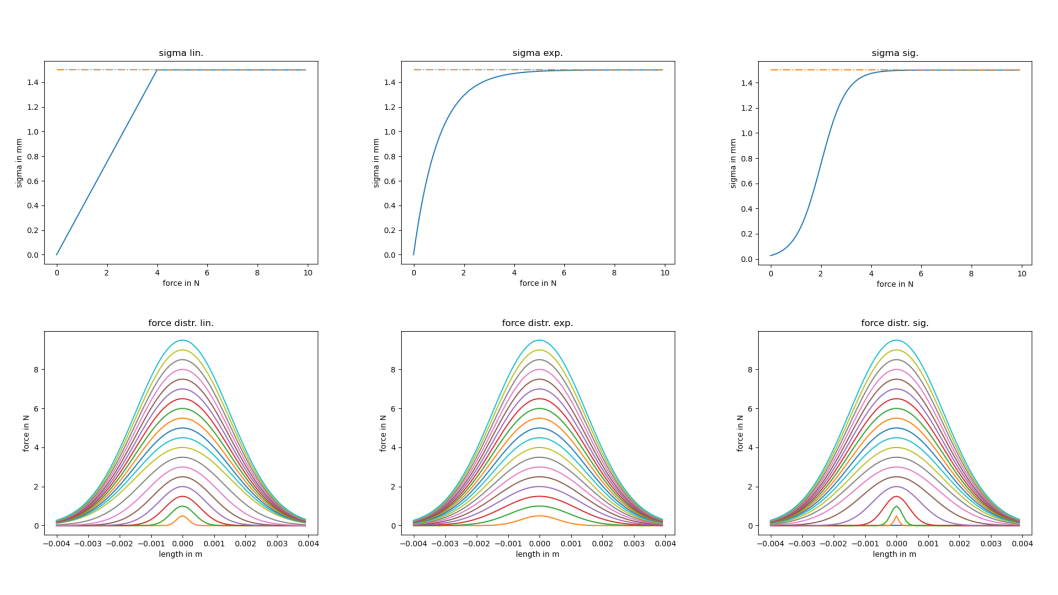 sigma lin.
sigma in mm
1.4
1.2
1.0
0.8
0.6
0.4
0.2
0.0
0 2 4 6 8 10
force in N
sigma exp.
sigma in mm
1.4
1.2
1.0
0.8
0.6
0.4
0.2
0.0
0 2 4 6 8 10
force in N
sigma sig.
sigma in mm
1.4
1.2
1.0
0.8
0.6
0.4
0.2
0.0
0 2 4 6 8 10
force in N
force distr. lin.
force in N
8
6
4
2
0
−0.004 −0.003 −0.002 −0.001 0.000 0.001 0.002 0.003 0.004
length in m
force distr. exp.
force in N
8
6
4
2
0
−0.004 −0.003 −0.002 −0.001 0.000 0.001 0.002 0.003 0.004
length in m
force distr. sig.
force in N
8
6
4
2
0
−0.004 −0.003 −0.002 −0.001 0.000 0.001 0.002 0.003 0.004
length in m